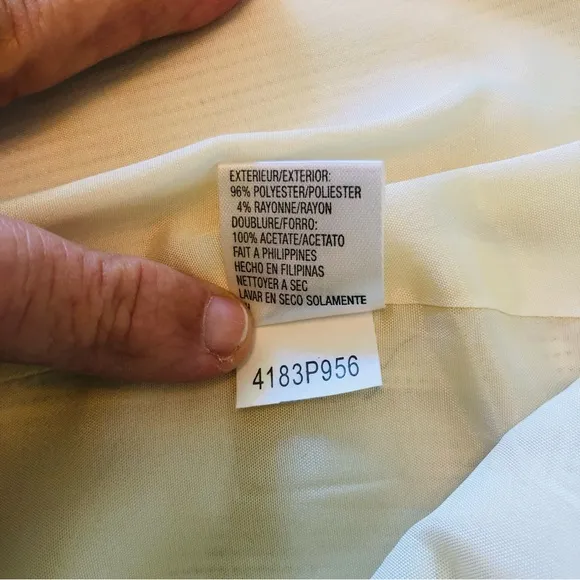 EXTERIEUR/EXTERIOR:
96% POLYESTER/POLIESTER
4% RAYONNE/RAYON
DOUBLURE/FORRO:
100% ACETATE/ACETATO
FAIT A PHILIPPINES
HECHO EN FILIPINAS
NETTOYER A SEC
LAVAR EN SECO SOLAMENTE
4183P956